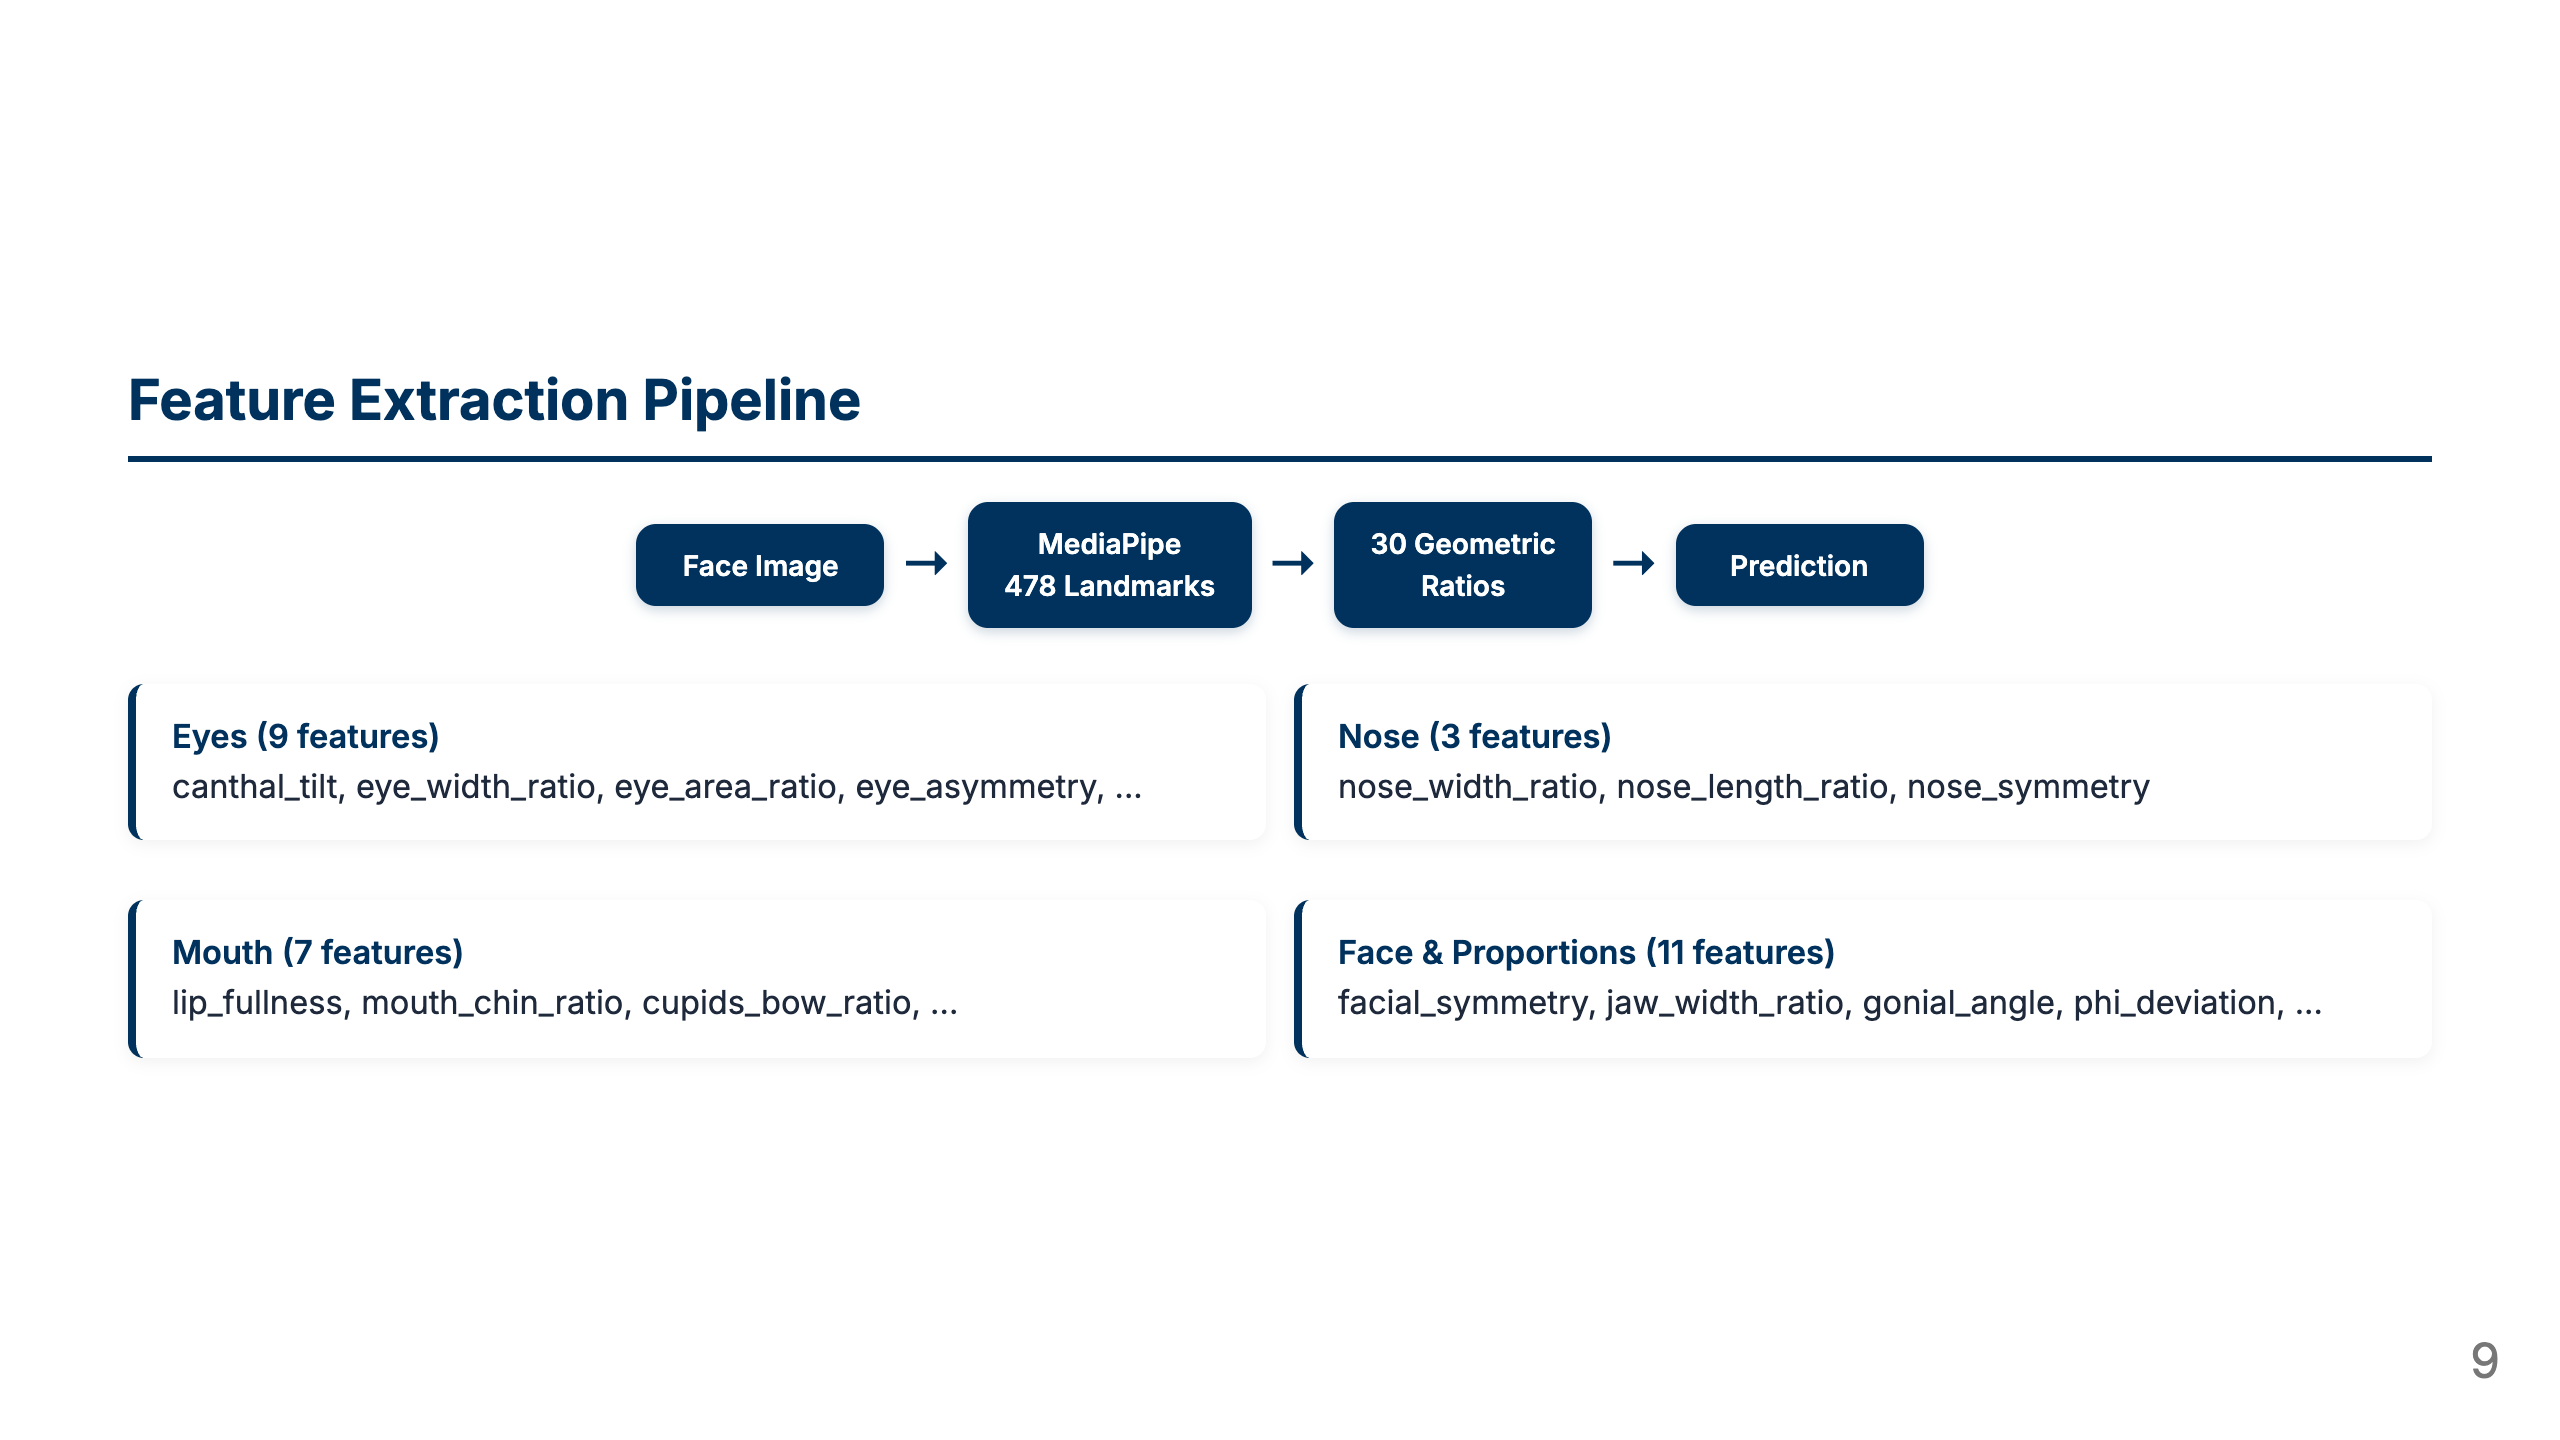 Feature Extraction Pipeline
Face Image → MediaPipe
478 Landmarks → 30 Geometric
Ratios → Prediction
Eyes (9 features)
canthal_tilt, eye_width_ratio, eye_area_ratio, eye_asymmetry, ...
Nose (3 features)
nose_width_ratio, nose_length_ratio, nose_symmetry
Mouth (7 features)
lip_fullness, mouth_chin_ratio, cupids_bow_ratio, ...
Face & Proportions (11 features)
facial_symmetry, jaw_width_ratio, gonial_angle, phi_deviation, ...
9